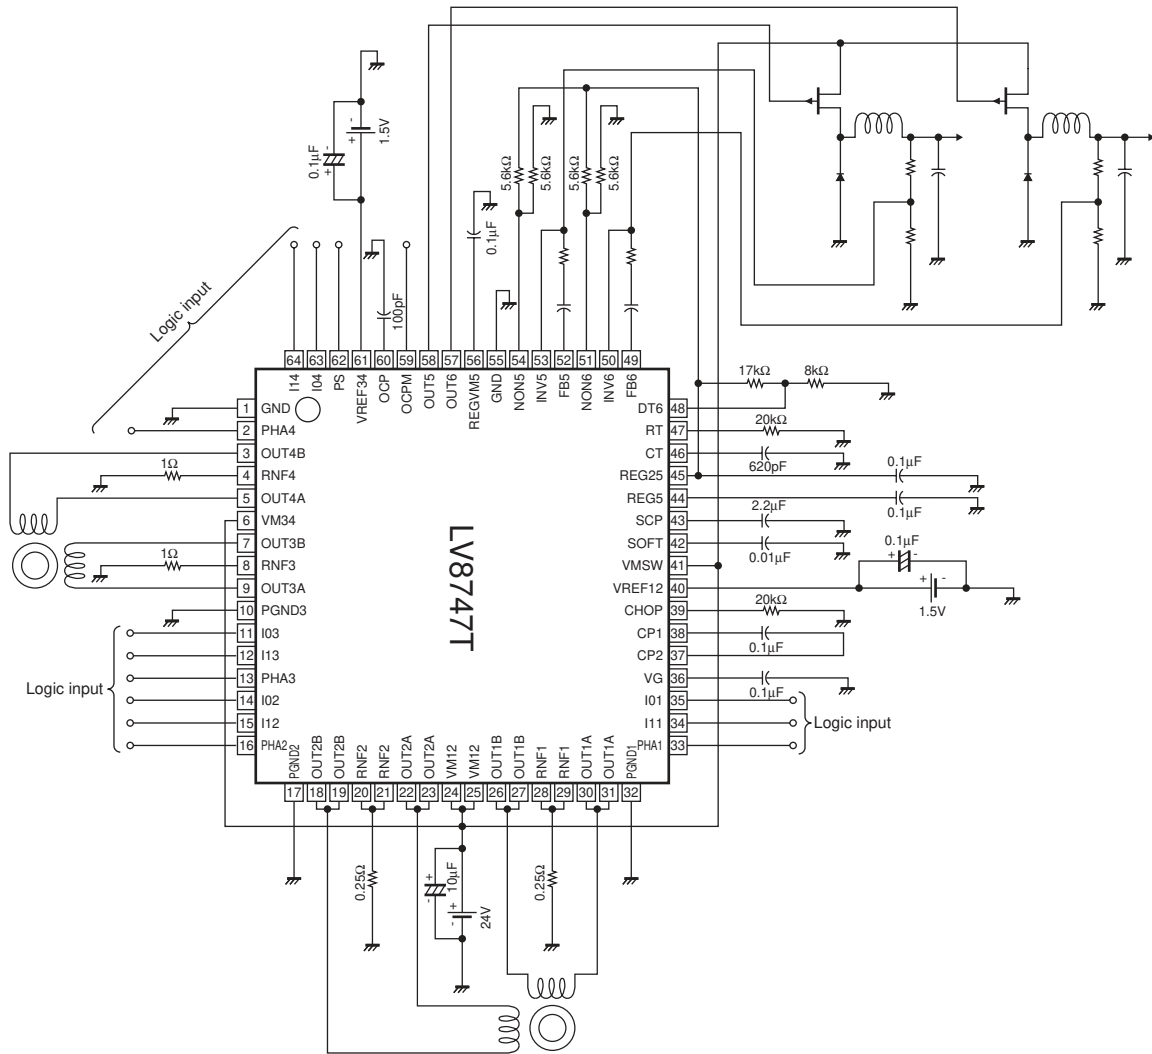 0.1μF
- +
+ -
1.5V
5.6kΩ
5.6kΩ
5.6kΩ
5.6kΩ
0.1μF
100pF
Logic input
64 63 62 61 60 59 58 57 56 55 54 53 52 51 50 49
I14 I04 PS VREF34 OCP OCPM OUT5 OUT6 REGVM5 GND NON5 INV5 FB5 NON6 INV6 FB6
1 GND
2 PHA4
3 OUT4B
1Ω
4 RNF4
5 OUT4A
6 VM34
7 OUT3B
1Ω
8 RNF3
9 OUT3A
10 PGND3
11 I03
12 I13
13 PHA3
Logic input
14 I02
15 I12
16 PHA2
LV8747T
17kΩ 8kΩ
DT6 48
20kΩ
RT 47
CT 46
620pF
0.1μF
REG25 45
REG5 44
0.1μF
2.2μF
SCP 43
SOFT 42
0.01μF
0.1μF
+ -
VMSW 41
+ -
VREF12 40
1.5V
20kΩ
CHOP 39
CP1 38
0.1μF
CP2 37
VG 36
0.1μF
I01 35
I11 34
Logic input
PHA1 33
PGND2 OUT2B OUT2B RNF2 RNF2 OUT2A OUT2A VM12 VM12 OUT1B OUT1B RNF1 RNF1 OUT1A OUT1A PGND1
17 18 19 20 21 22 23 24 25 26 27 28 29 30 31 32
0.25Ω
+ -
10μF
+ -
24V
0.25Ω